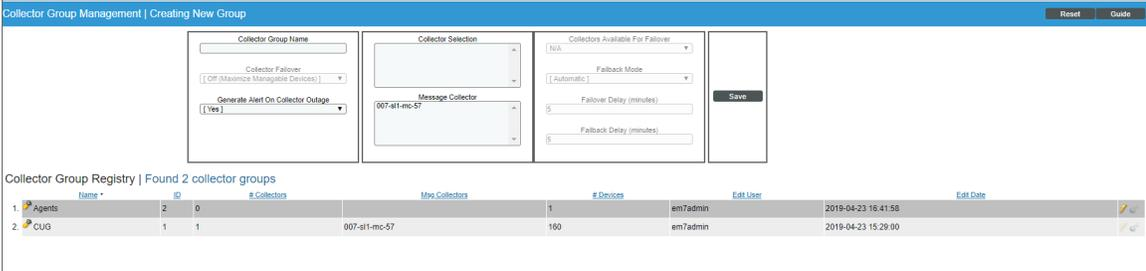 Collector Group Management | Creating New Group
Reset
Guide
Collector Group Name
Collector Failover
[ Off (Maximize Managable Devices) ]
Generate Alert On Collector Outage
[ Yes ]
Collector Selection
Message Collector
007-sl1-mc-57
Collectors Available For Failover
N/A
Failback Mode
[ Automatic ]
Failover Delay (minutes)
5
Failback Delay (minutes)
5
Save
Collector Group Registry | Found 2 collector groups
Name ID # Collectors Msg Collectors # Devices Edit User Edit Date
1. Agents 2 0 1 em7admin 2019-04-23 16:41:58
2. CUG 1 1 007-sl1-mc-57 160 em7admin 2019-04-23 15:29:00